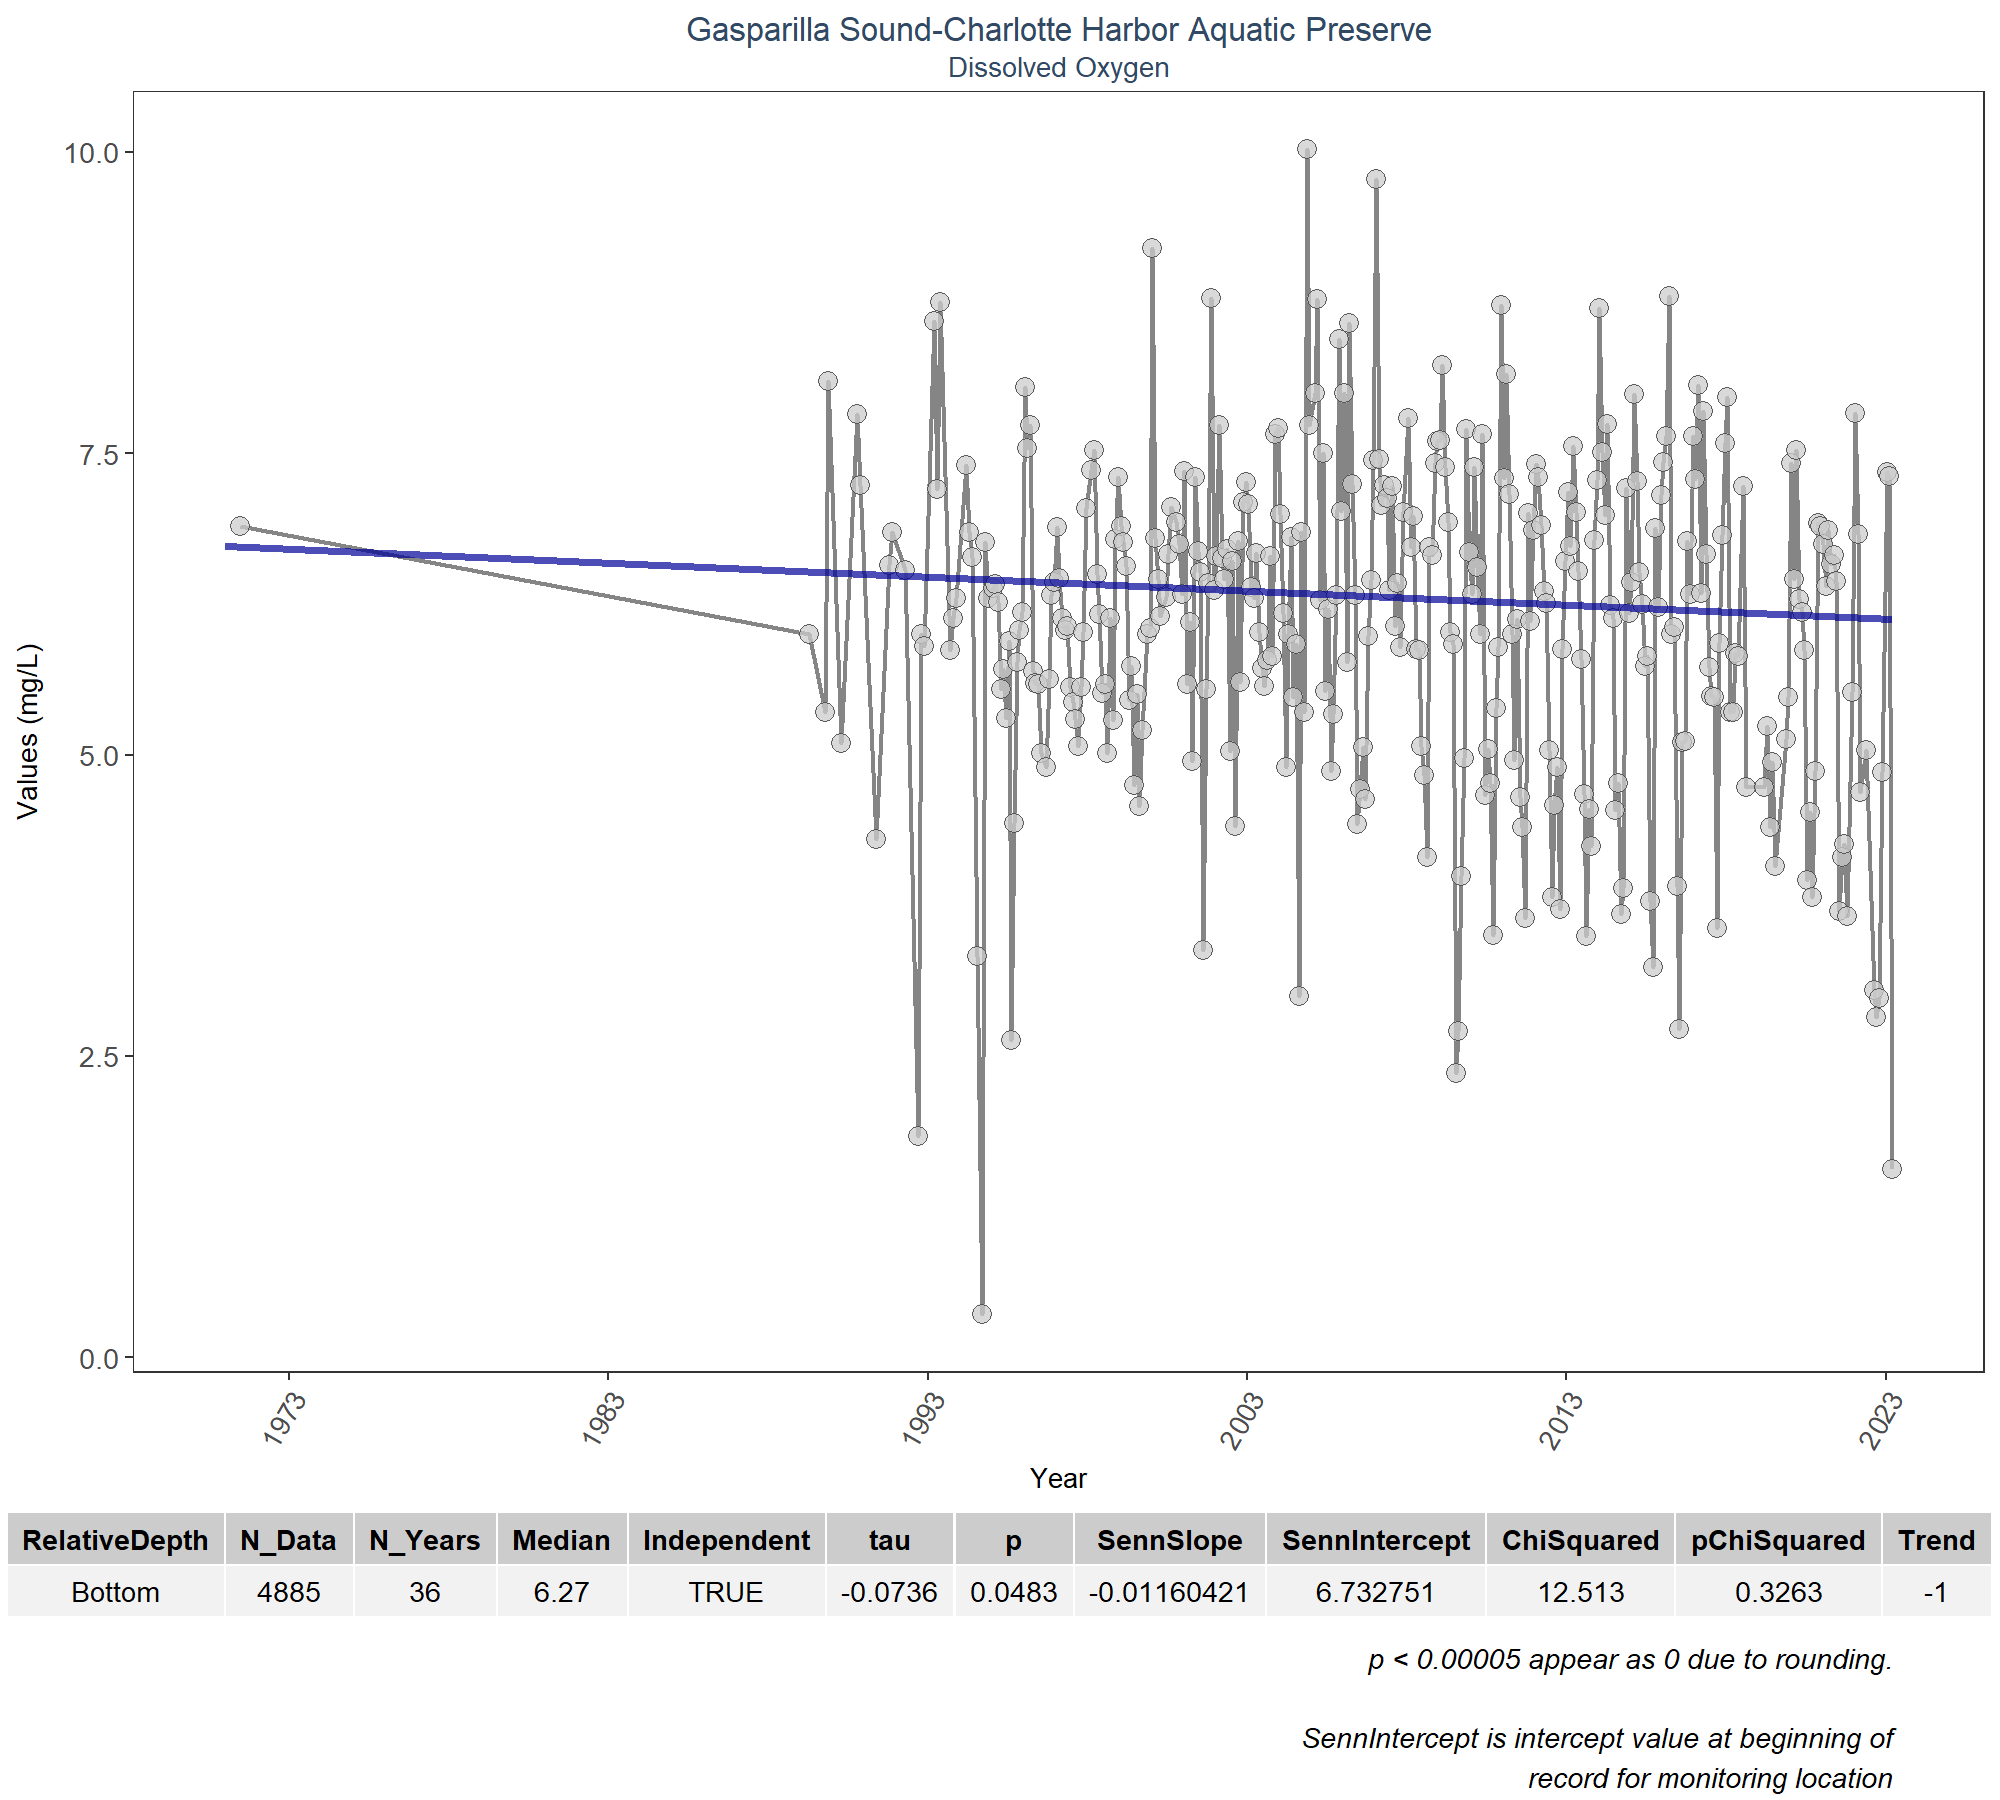 Gasparilla Sound-Charlotte Harbor Aquatic Preserve
Dissolved Oxygen
10.0
7.5
5.0
2.5
0.0
Values (mg/L)
1973
1983
1993
2003
2013
2023
Year
RelativeDepth N_Data N_Years Median Independent tau p SennSlope SennIntercept ChiSquared pChiSquared Trend
Bottom 4885 36 6.27 TRUE -0.0736 0.0483 -0.01160421 6.732751 12.513 0.3263 -1
p < 0.00005 appear as 0 due to rounding.
SennIntercept is intercept value at beginning of
record for monitoring location